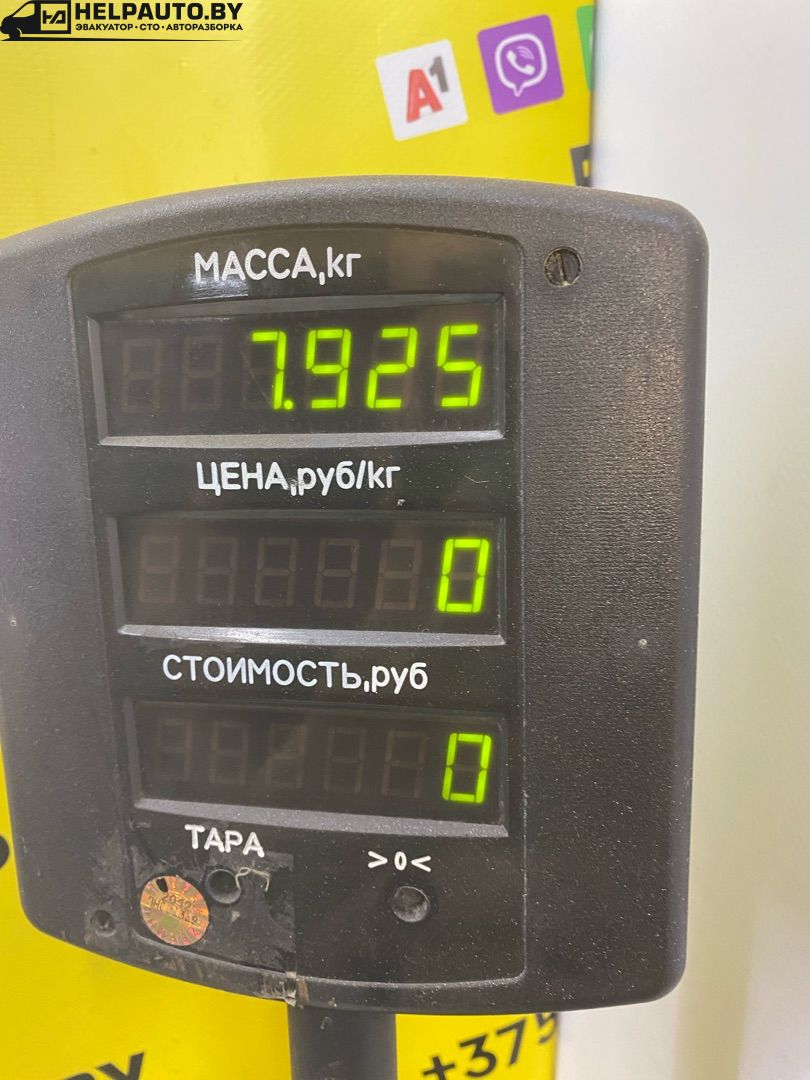 HELPAUTO.BY
ЭВАКУАТОР • СТО • АВТОРАЗБОРКА
A1
МАССА,кг
7.925
ЦЕНА,руб/кг
0
СТОИМОСТЬ,руб
0
ТАРА
>0<
+375